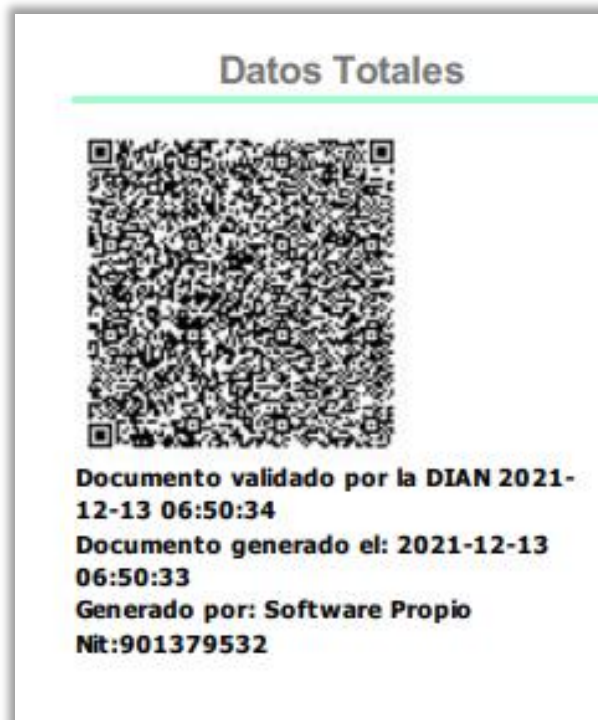 Datos Totales
Documento validado por la DIAN 2021-
12-13 06:50:34
Documento generado el: 2021-12-13
06:50:33
Generado por: Software Propio
Nit:901379532